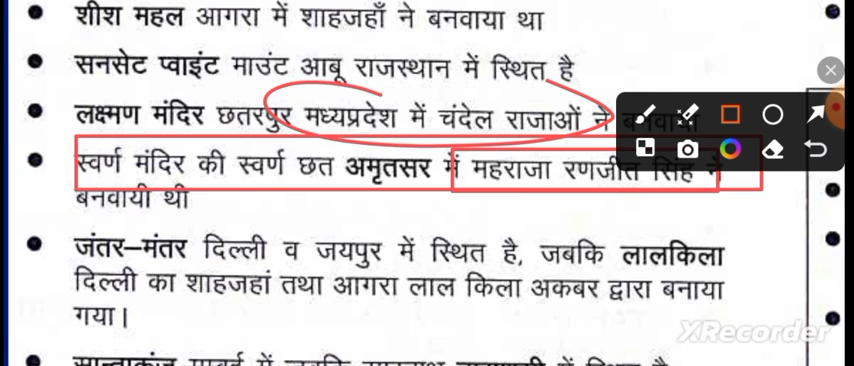 शीश महल आगरा में शाहजहाँ ने बनवाया था
सनसेट प्वाइंट माउंट आबू राजस्थान में स्थित है
लक्ष्मण मंदिर छतरपुर मध्यप्रदेश में चंदेल राजाओं ने बनवाया
स्वर्ण मंदिर की स्वर्ण छत अमृतसर में महराजा रणजीत सिंह ने
बनवायी थी
जंतर–मंतर दिल्ली व जयपुर में स्थित है, जबकि लालकिला
दिल्ली का शाहजहां तथा आगरा लाल किला अकबर द्वारा बनाया
गया।
XRecorder